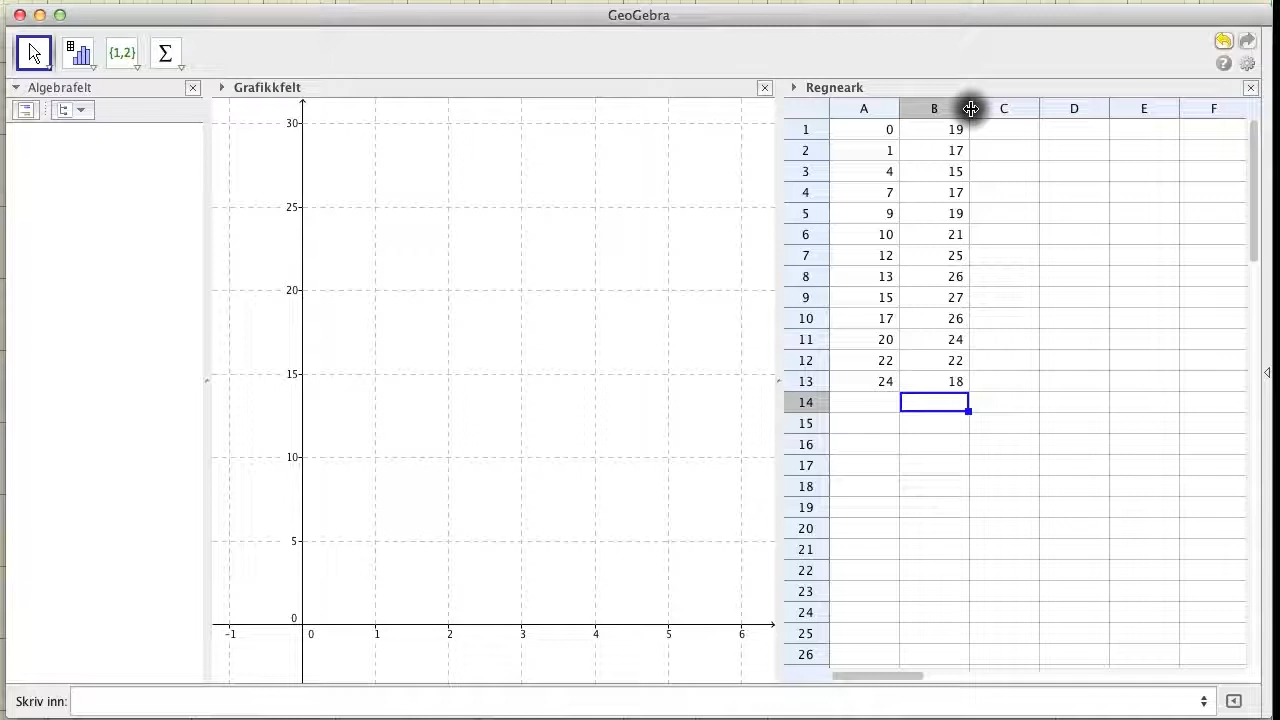 GeoGebra
{1,2} Σ
?
Algebrafelt Grafikkfelt Regneark
A B C D E F
1 0 19
2 1 17
3 4 15
4 7 17
5 9 19
6 10 21
7 12 25
8 13 26
9 15 27
10 17 26
11 20 24
12 22 22
13 24 18
14
15
16
17
18
19
20
21
22
23
24
25
26
30
25
20
15
10
5
0
-1 0 1 2 3 4 5 6
Skriv inn: